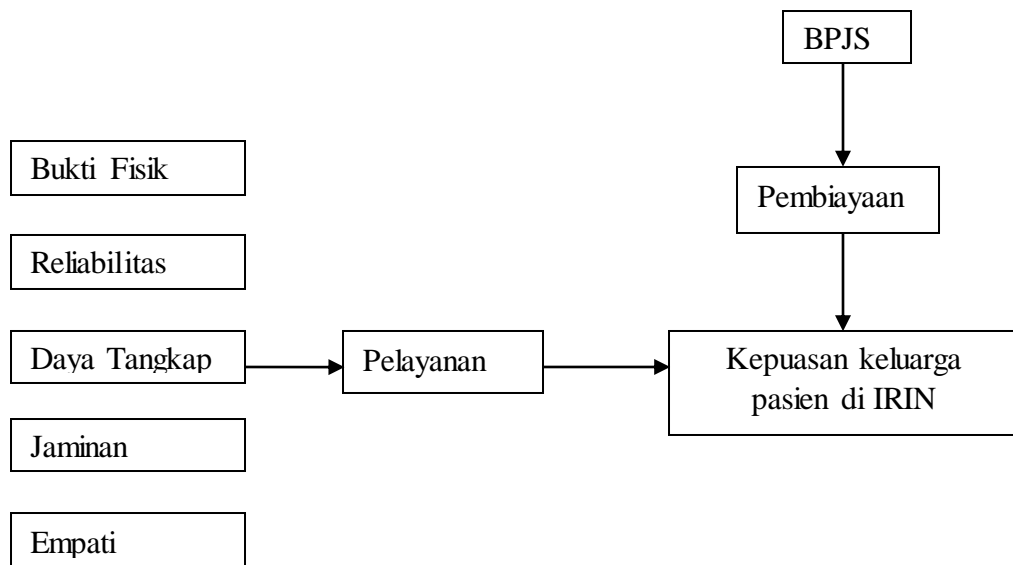 BPJS
Bukti Fisik
Pembiayaan
Reliabilitas
Daya Tangkap
Pelayanan
Kepuasan keluarga
pasien di IRIN
Jaminan
Empati